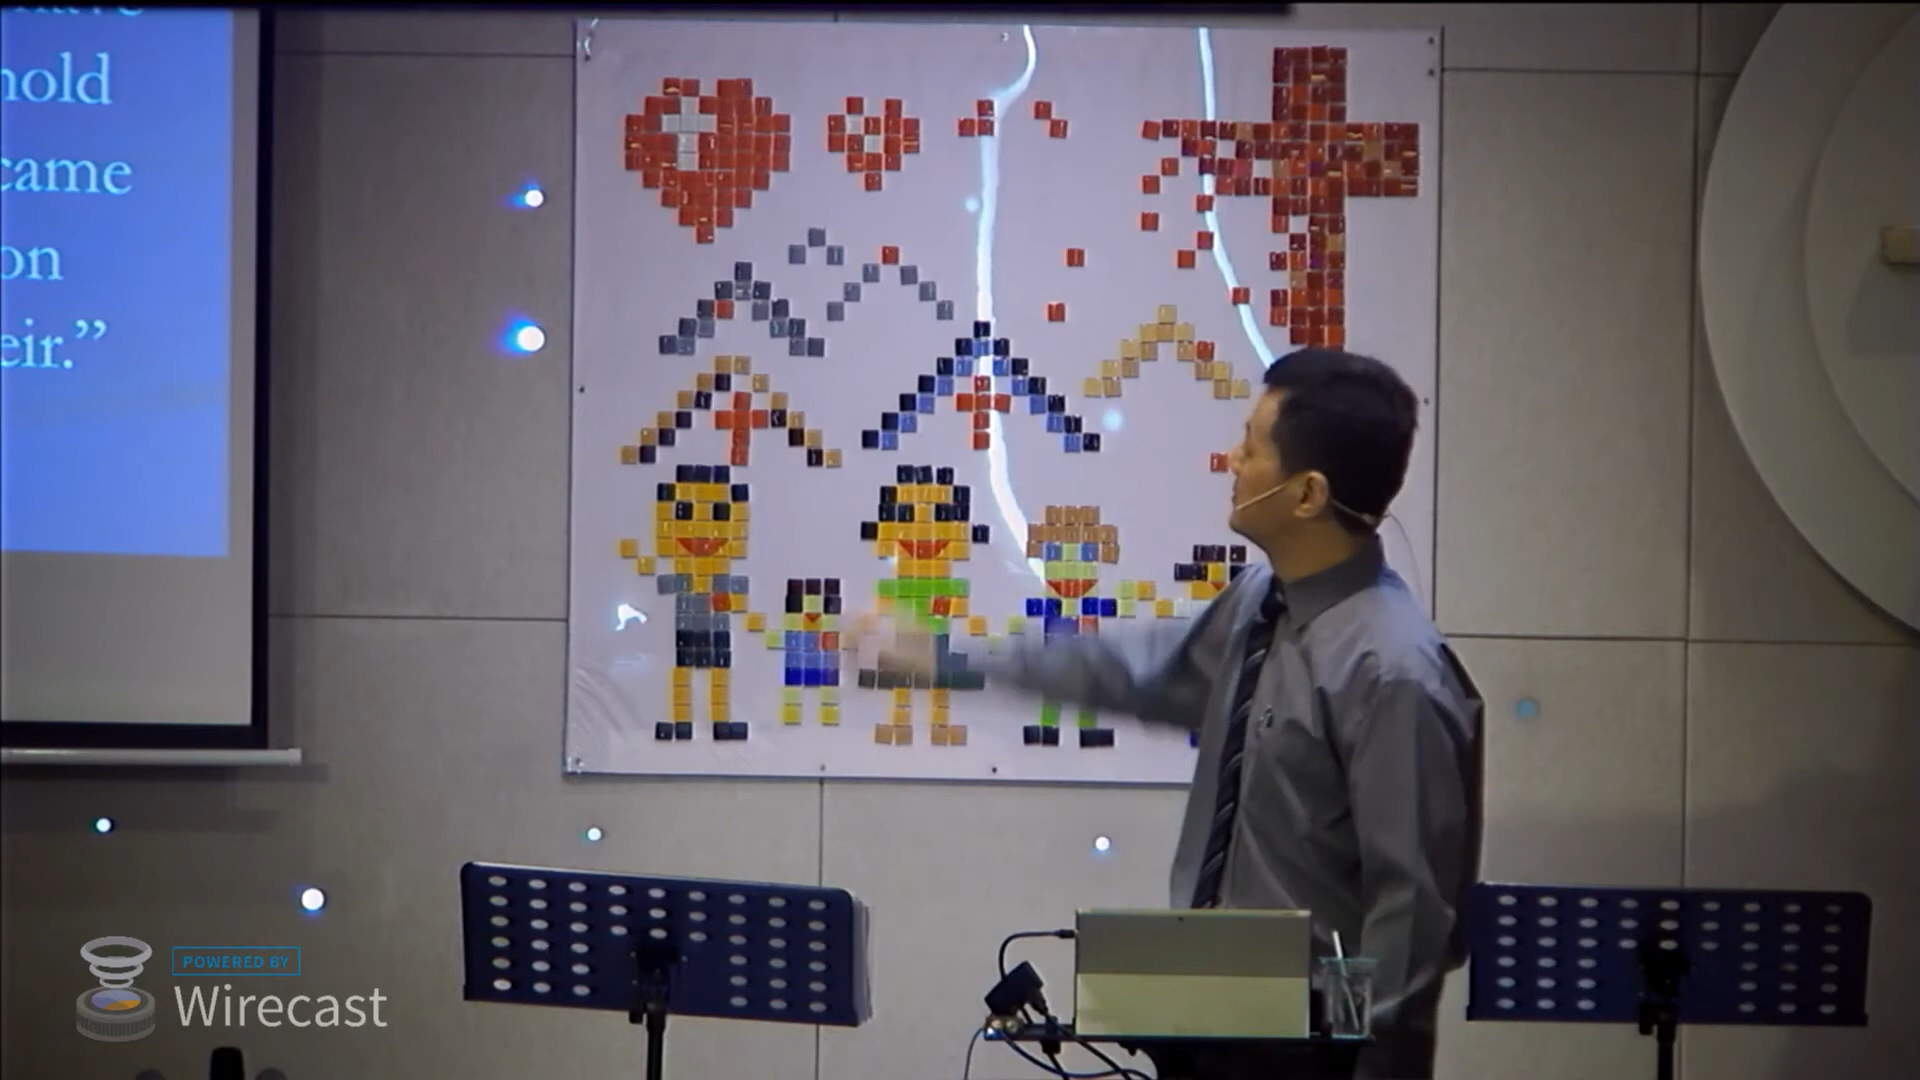 hold
came
on
eir.”
POWERED BY
Wirecast